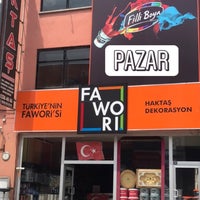 Filli Boya
PAZAR
FA
WO
RI
TÜRKİYE'NİN
FAWORİ'Sİ
HAKTAŞ
DEKORASYON